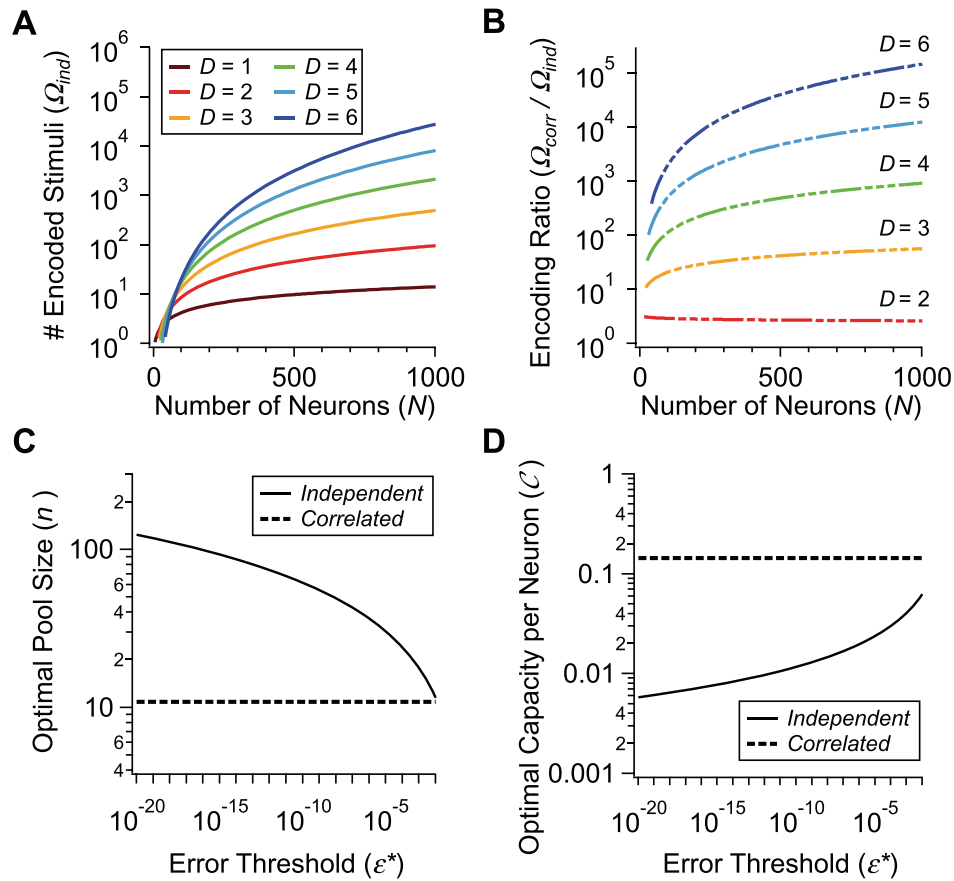 A
# Encoded Stimuli (Ω_ind)
10^6
10^5
10^4
10^3
10^2
10^1
10^0
D = 1
D = 2
D = 3
D = 4
D = 5
D = 6
0
500
1000
Number of Neurons (N)
B
Encoding Ratio (Ω_corr / Ω_ind)
10^5
10^4
10^3
10^2
10^1
10^0
D = 6
D = 5
D = 4
D = 3
D = 2
0
500
1000
Number of Neurons (N)
C
Optimal Pool Size (n )
2
100
6
4
2
10
6
4
Independent
Correlated
10^-20
10^-15
10^-10
10^-5
Error Threshold (ε*)
D
Optimal Capacity per Neuron (C)
1
4
2
0.1
4
2
0.01
4
2
0.001
Independent
Correlated
10^-20
10^-15
10^-10
10^-5
Error Threshold (ε*)